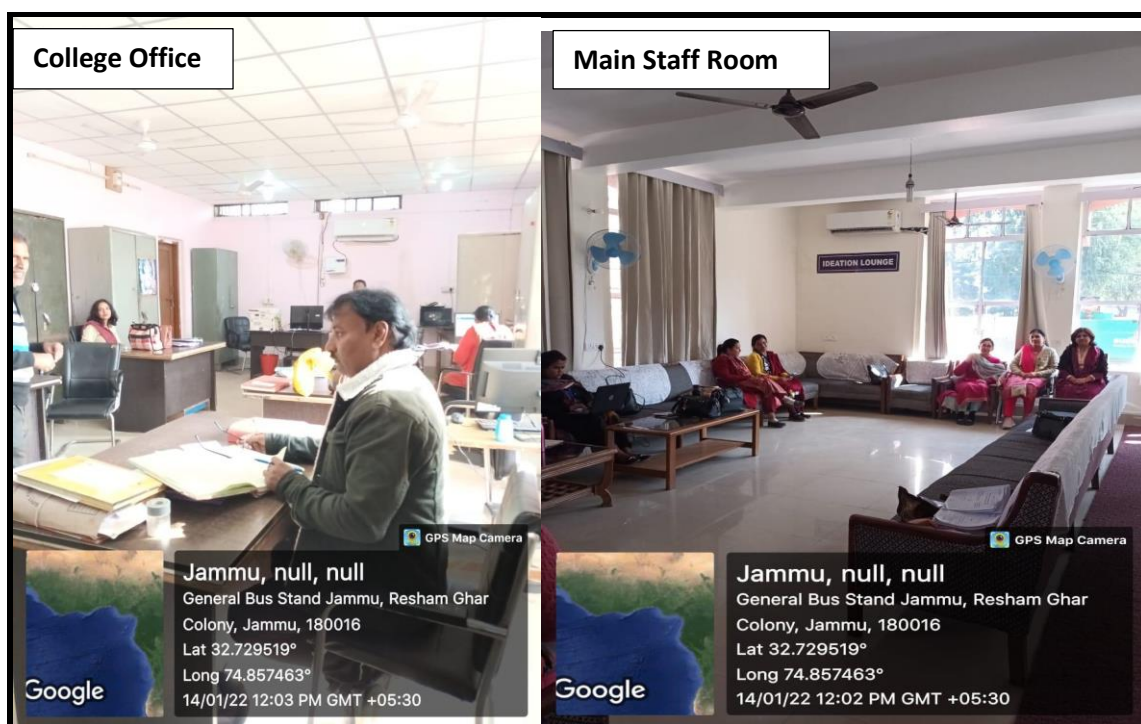 College Office
GPS Map Camera
Jammu, null, null
General Bus Stand Jammu, Resham Ghar
Colony, Jammu, 180016
Lat 32.729519°
Long 74.857463°
14/01/22 12:03 PM GMT +05:30
Google
Main Staff Room
IDEATION LOUNGE
GPS Map Camera
Jammu, null, null
General Bus Stand Jammu, Resham Ghar
Colony, Jammu, 180016
Lat 32.729519°
Long 74.857463°
14/01/22 12:02 PM GMT +05:30
Google